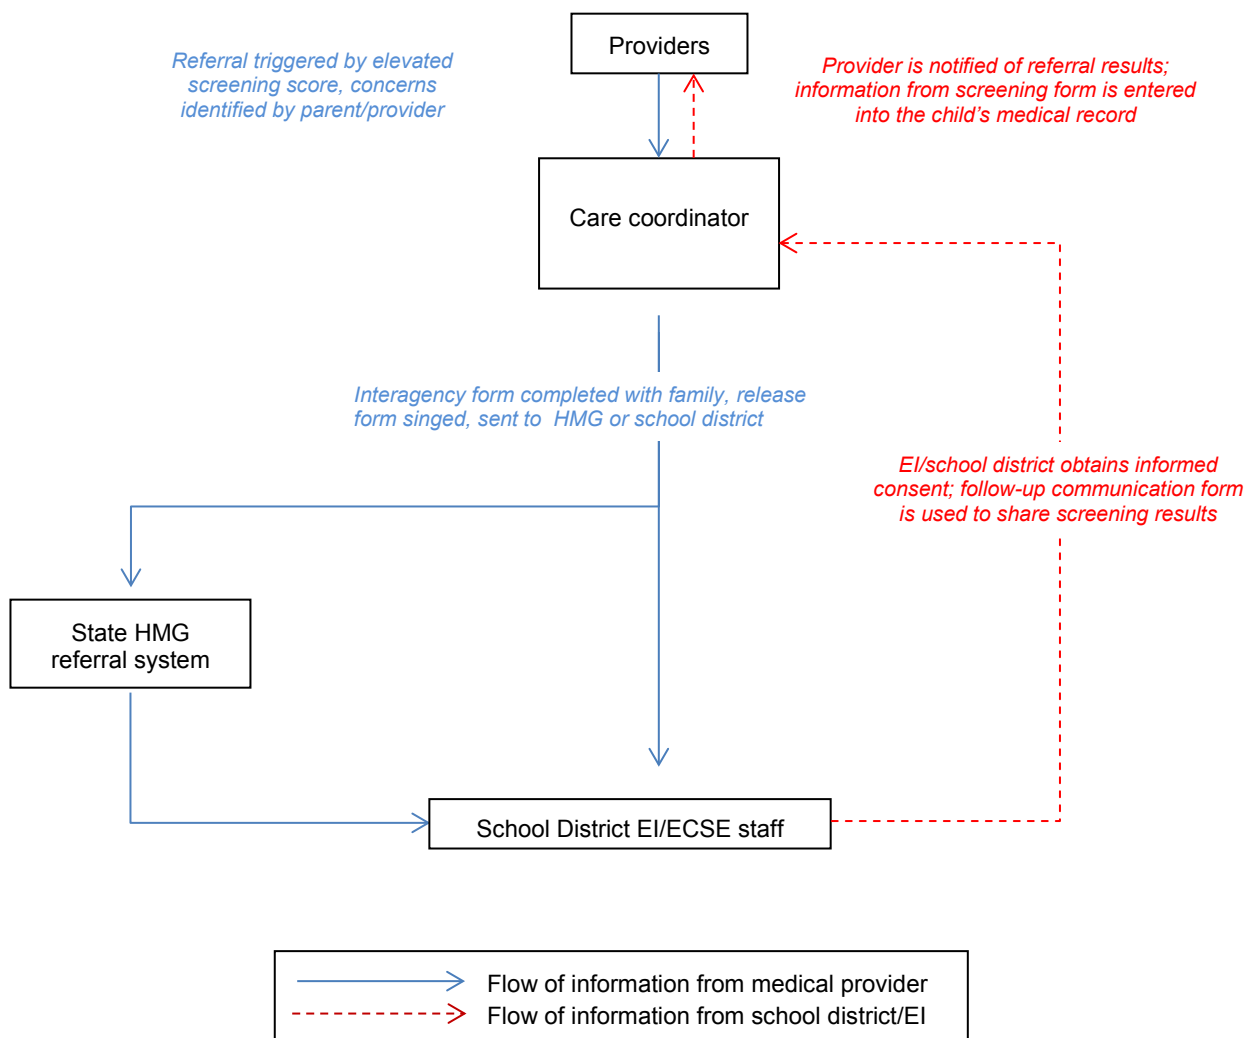 Providers
Referral triggered by elevated
screening score, concerns
identified by parent/provider
Provider is notified of referral results;
information from screening form is entered
into the child's medical record
Care coordinator
Interagency form completed with family, release
form singed, sent to  HMG or school district
EI/school district obtains informed
consent; follow-up communication form
is used to share screening results
State HMG
referral system
School District EI/ECSE staff
Flow of information from medical provider
Flow of information from school district/EI